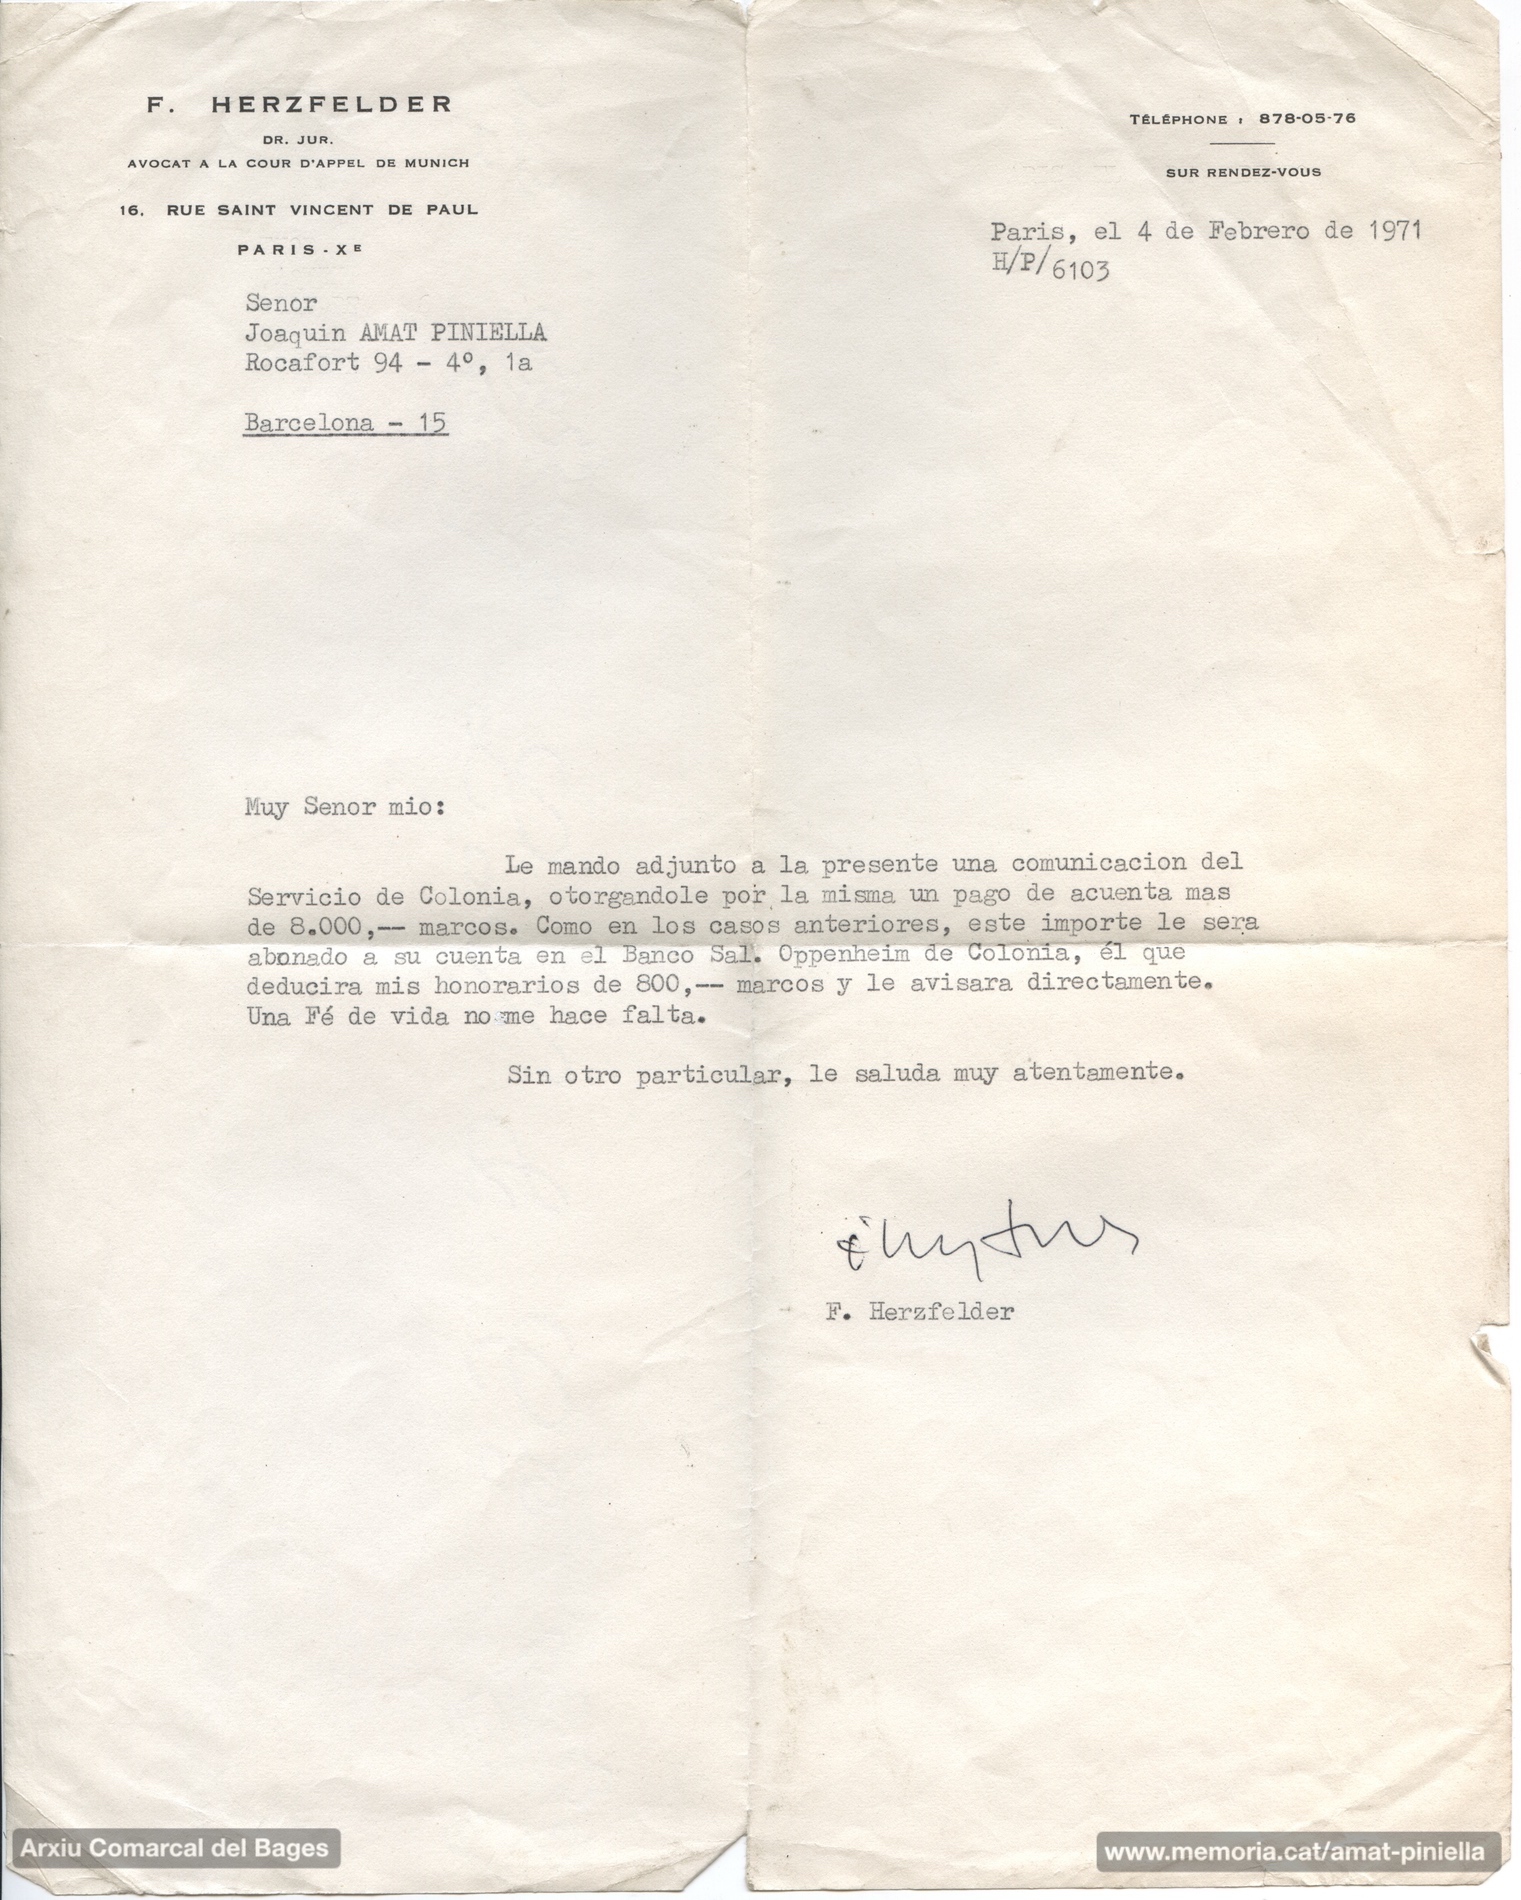 F. HERZFELDER
DR. JUR.
AVOCAT A LA COUR D'APPEL DE MUNICH
16, RUE SAINT VINCENT DE PAUL
PARIS-Xᴱ
TÉLÉPHONE : 878-05-76
SUR RENDEZ-VOUS
Paris, el 4 de Febrero de 1971
H/P/6103
Senor
Joaquin AMAT PINIELLA
Rocafort 94 - 4º, 1a
Barcelona - 15
Muy Senor mio:
Le mando adjunto a la presente una comunicacion del
Servicio de Colonia, otorgandole por la misma un pago de acuenta mas
de 8.000,-- marcos. Como en los casos anteriores, este importe le sera
abonado a su cuenta en el Banco Sal. Oppenheim de Colonia, él que
deducira mis honorarios de 800,-- marcos y le avisara directamente.
Una Fé de vida no me hace falta.
Sin otro particular, le saluda muy atentamente.
F. Herzfelder
Arxiu Comarcal del Bages
www.memoria.cat/amat-piniella